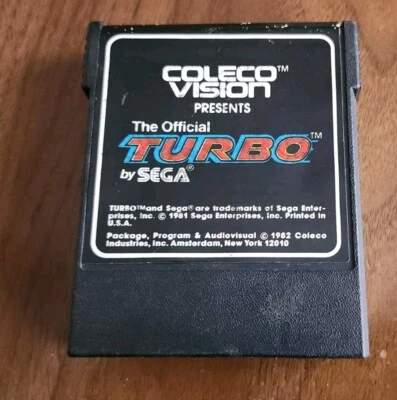 COLECO™
VISION
PRESENTS
The Official
TURBO™
by SEGA®
TURBO™and Sega® are trademarks of Sega Enter-
prises, Inc. © 1981 Sega Enterprises, Inc. Printed in
U.S.A.
Package, Program & Audiovisual © 1982 Coleco
Industries, Inc. Amsterdam, New York 12010